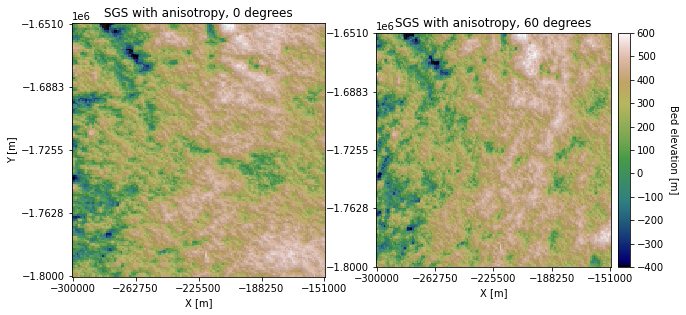 SGS with anisotropy, 0 degrees
1e6
−1.6510
−1.6883
−1.7255
−1.7628
−1.8000
Y [m]
−300000 −262750 −225500 −188250 −151000
X [m]
SGS with anisotropy, 60 degrees
1e6
−1.6510
−1.6883
−1.7255
−1.7628
−1.8000
−300000 −262750 −225500 −188250 −151000
X [m]
600
500
400
300
200
100
0
−100
−200
−300
−400
Bed elevation [m]